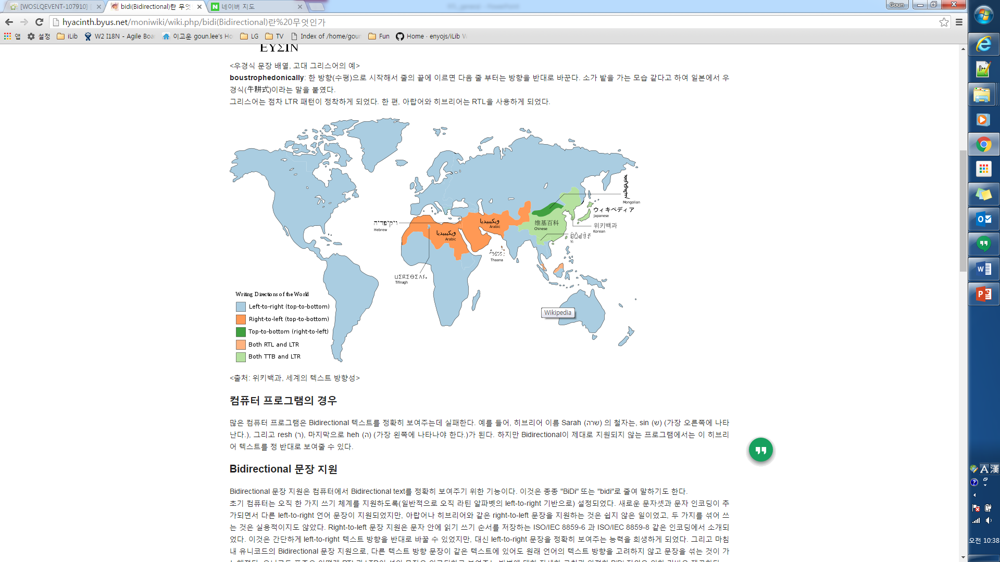 [WOSLQEVENT-107910]
bidi(Bidirectional)란 무엇
네이버 지도
Goun
hyacinth.byus.net/moniwiki/wiki.php/bidi(Bidirectional)란%20무엇인가
앱 설정 iLib W2 I18N - Agile Boa 이고운 goun.lee's Ho LG TV Index of /home/gour Fun Home · enyojs/iLib W
ΕΥΣΙΝ
<우경식 문장 배열, 고대 그리스어의 예>
boustrophedonically: 한 방향(수평)으로 시작해서 줄의 끝에 이르면 다음 줄 부터는 방향을 반대로 바꾼다. 소가 밭을 가는 모습 같다고 하여 일본에서 우
경식(牛耕式)이라는 말을 붙였다.
그리스어는 점차 LTR 패턴이 정착하게 되었다. 한 편, 아랍어와 히브리어는 RTL을 사용하게 되었다.
Mongolian
ウィキペディア
Japanese
위키백과
Korean
维基百科
Chinese
Yi
ויקיפדיה
Hebrew
ويكيبيديا
Arabic
ويكيبيديا
Arabic
Thaana
Tifinagh
Writing Directions of the World
Left-to-right (top-to-bottom)
Right-to-left (top-to-bottom)
Top-to-bottom (right-to-left)
Both RTL and LTR
Both TTB and LTR
Wikipedia
<출처: 위키백과, 세계의 텍스트 방향성>
컴퓨터 프로그램의 경우
많은 컴퓨터 프로그램은 Bidirectional 텍스트를 정확히 보여주는데 실패한다. 예를 들어, 히브리어 이름 Sarah (שרה) 의 철자는, sin (ש) (가장 오른쪽에 나타
난다.), 그리고 resh (ר), 마지막으로 heh (ה) (가장 왼쪽에 나타나야 한다.)가 된다. 하지만 Bidirectional이 제대로 지원되지 않는 프로그램에서는 이 히브리
어 텍스트를 정 반대로 보여줄 수 있다.
Bidirectional 문장 지원
Bidirectional 문장 지원은 컴퓨터에서 Bidirectional text를 정확히 보여주기 위한 기능이다. 이것은 종종 "BiDi" 또는 "bidi"로 줄여 말하기도 한다.
초기 컴퓨터는 오직 한 가지 쓰기 체계를 지원하도록(일반적으로 오직 라틴 알파벳의 left-to-right 기반으로) 설정되었다. 새로운 문자셋과 문자 인코딩이 추
가되면서 다른 left-to-right 언어 문장이 지원되었지만, 아랍어나 히브리어와 같은 right-to-left 문장을 지원하는 것은 쉽지 않은 일이었고, 두 가지를 섞어 쓰
는 것은 실용적이지도 않았다. Right-to-left 문장 지원은 문자 안에 읽기 쓰기 순서를 저장하는 ISO/IEC 8859-6 과 ISO/IEC 8859-8 같은 인코딩에서 소개되
었다. 이것은 간단하게 left-to-right 텍스트 방향을 반대로 바꿀 수 있었지만, 대신 left-to-right 문장을 정확히 보여주는 능력을 희생하게 되었다. 그리고 마침
내 유니코드의 Bidirectional 문장 지원으로, 다른 텍스트 방향 문장이 같은 텍스트에 있어도 원래 언어의 텍스트 방향을 고려하지 않고 문장을 섞는 것이 가
A 漢
오전 10:38